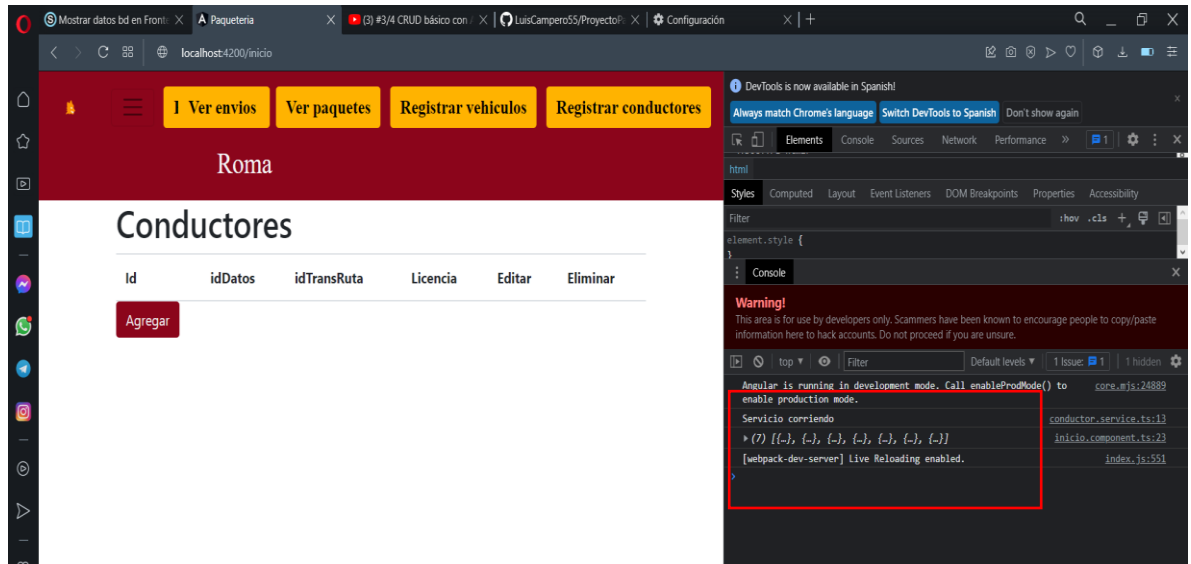 Mostrar datos bd en Fronte
Paqueteria
(3) #3/4 CRUD básico con /
LuisCampero55/ProyectoPa
Configuración
localhost:4200/inicio
Ver envios
Ver paquetes
Registrar vehiculos
Registrar conductores
Roma
Conductores
Id idDatos idTransRuta Licencia Editar Eliminar
Agregar
DevTools is now available in Spanish!
Always match Chrome's language Switch DevTools to Spanish Don't show again
Elements Console Sources Network Performance » 1
html
Styles Computed Layout Event Listeners DOM Breakpoints Properties Accessibility
Filter :hov .cls +
element.style {
}
Console
Warning!
This area is for use by developers only. Scammers have been known to encourage people to copy/paste
information here to hack accounts. Do not proceed if you are unsure.
top ▼ Filter Default levels ▼ 1 Issue: 1 1 hidden
Angular is running in development mode. Call enableProdMode() to core.mjs:24889
enable production mode.
Servicio corriendo conductor.service.ts:13
▸ (7) [{…}, {…}, {…}, {…}, {…}, {…}, {…}] inicio.component.ts:23
[webpack-dev-server] Live Reloading enabled. index.js:551